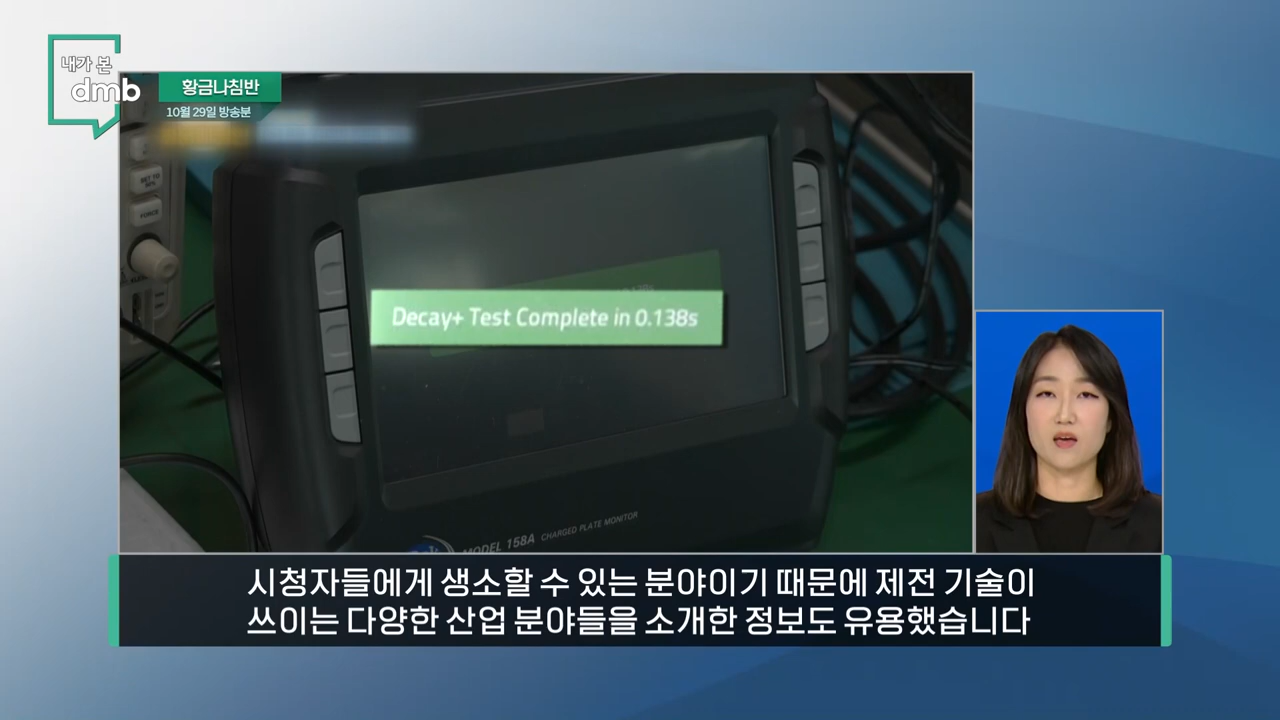 내가 본
dmb
황금나침반
10월 29일 방송분
SET TO
FORCE
Decay+ Test Complete in 0.138s
MODEL 158A CHARGED PLATE MONITOR
시청자들에게 생소할 수 있는 분야이기 때문에 제전 기술이
쓰이는 다양한 산업 분야들을 소개한 정보도 유용했습니다